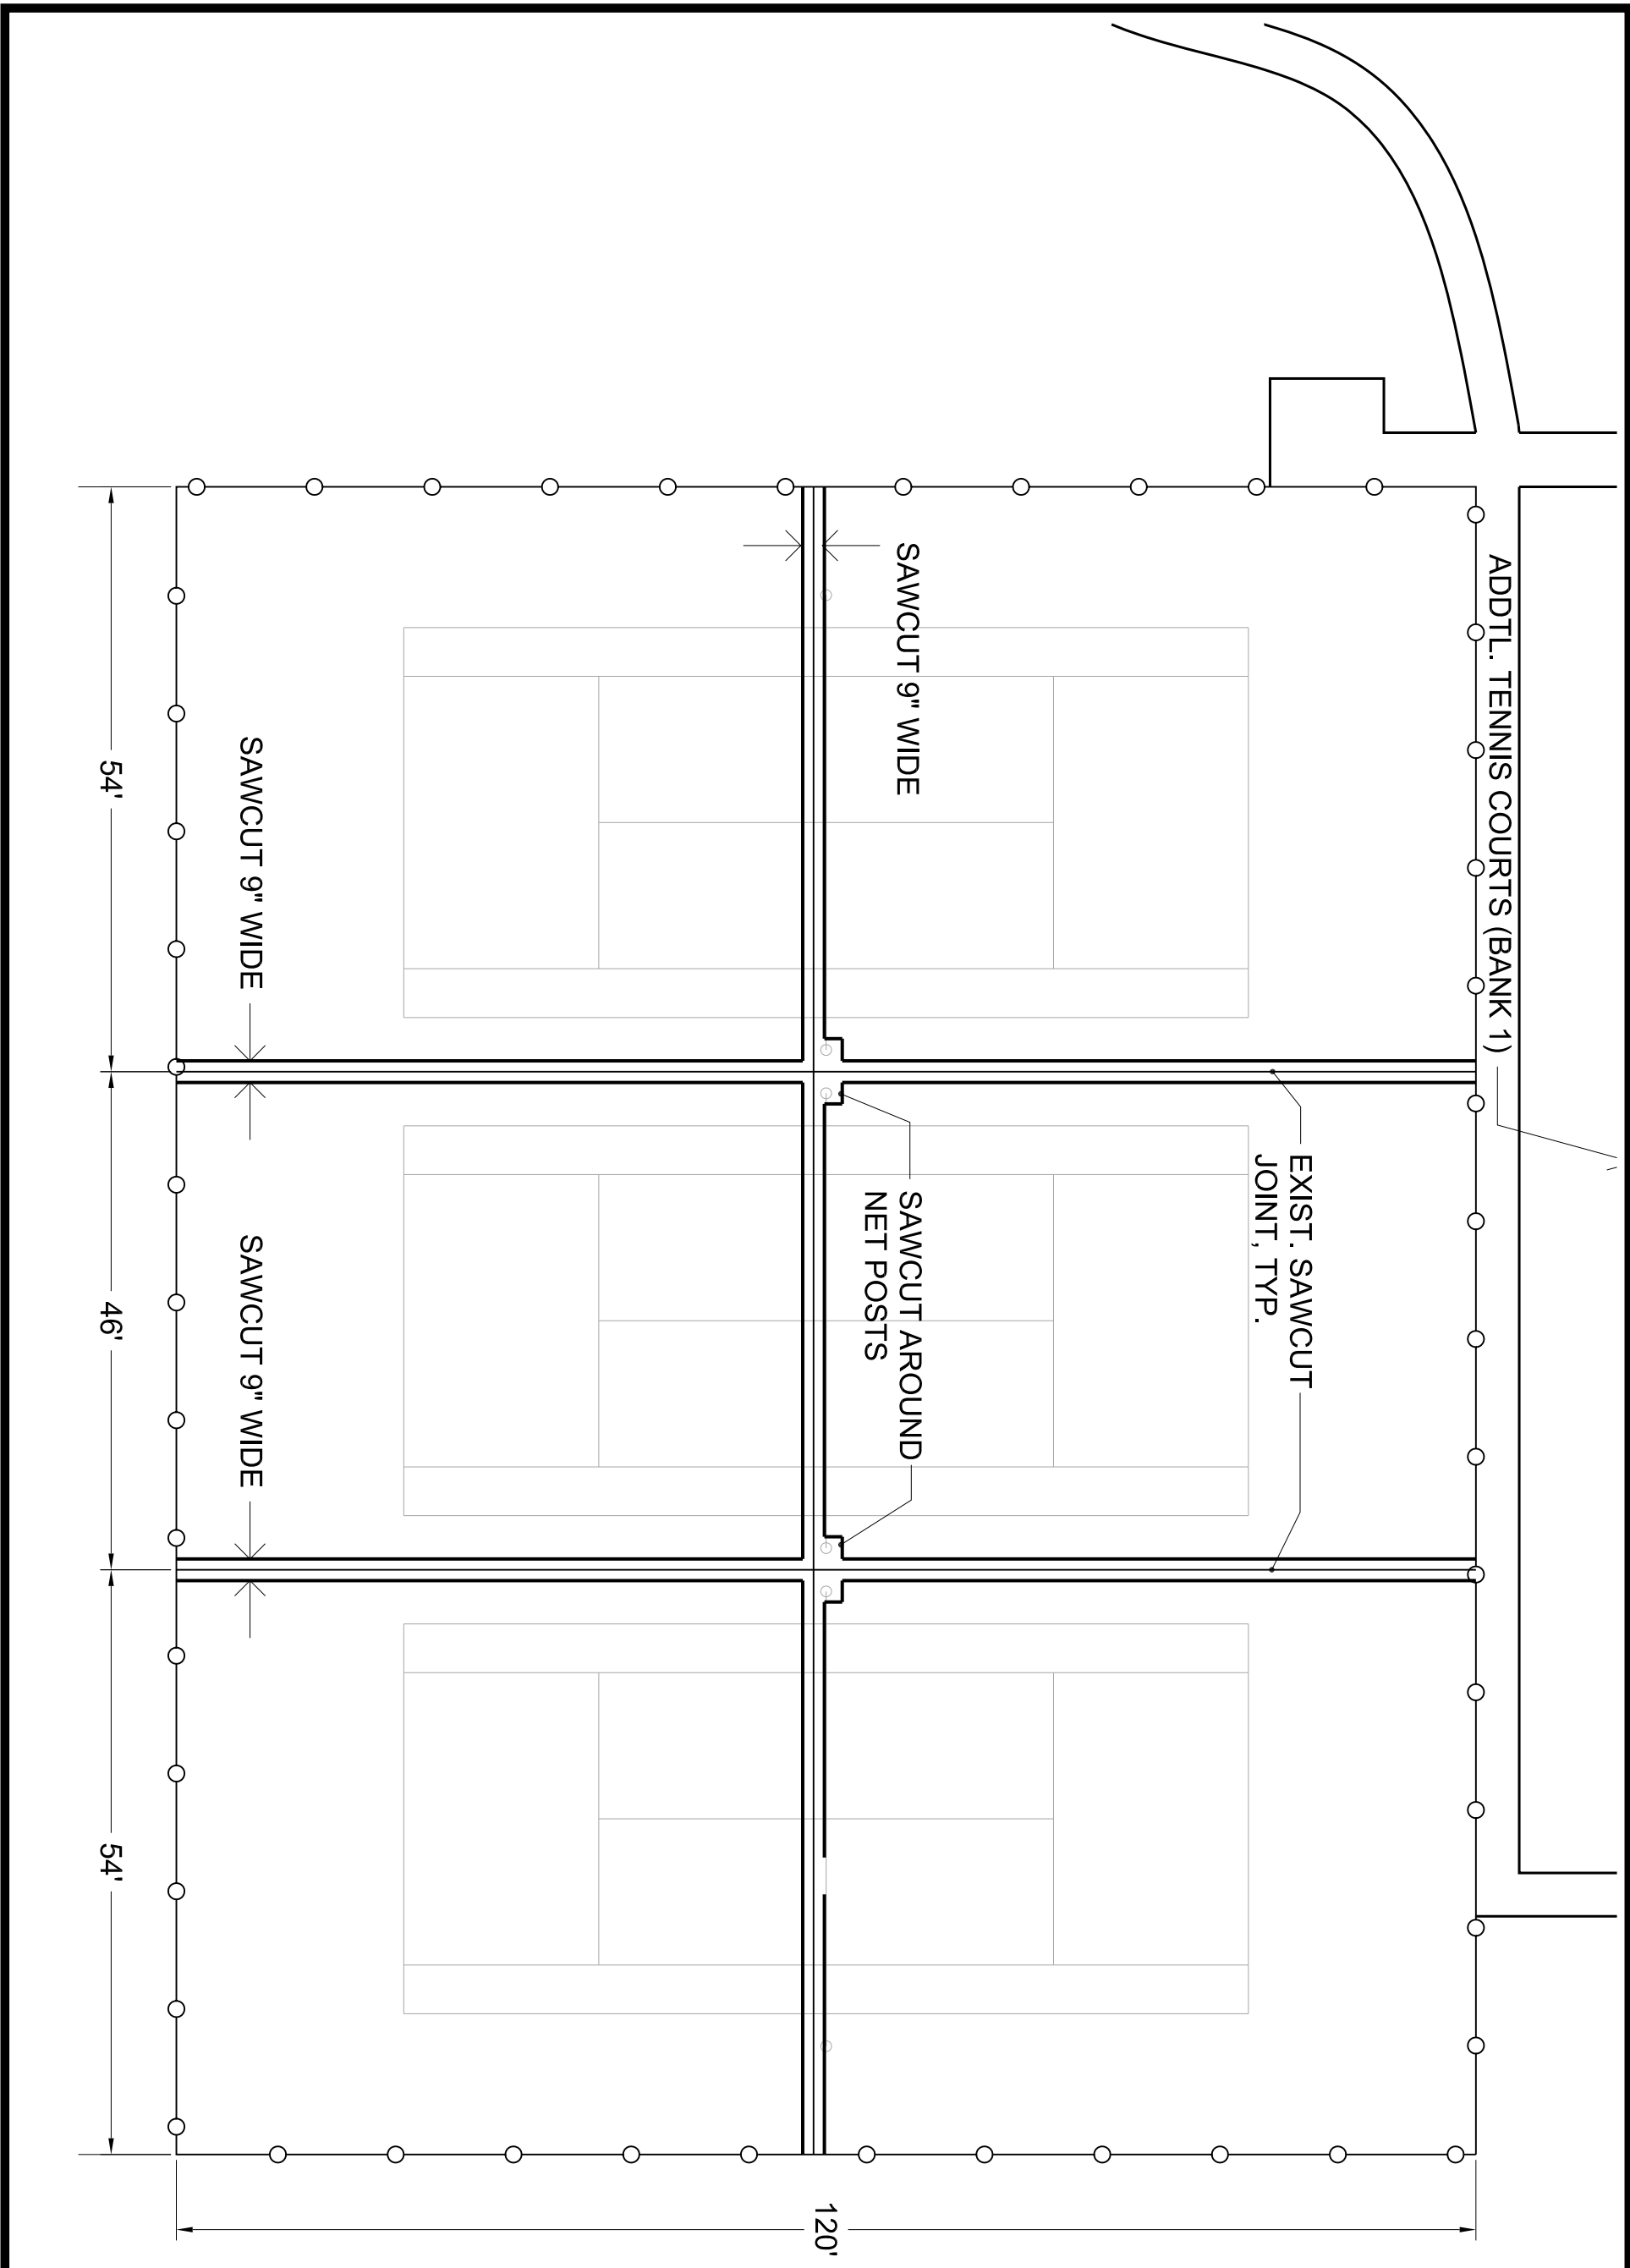 ADDTL. TENNIS COURTS (BANK 1)
EXIST. SAWCUT
JOINT, TYP.
SAWCUT 9" WIDE
SAWCUT AROUND
NET POSTS
SAWCUT 9" WIDE
SAWCUT 9" WIDE
54'
46'
54'
120'